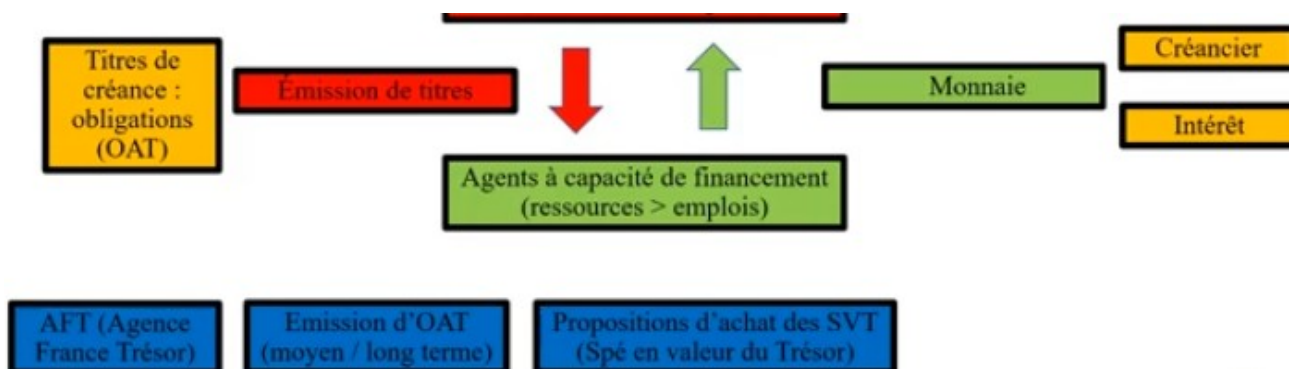 Titres de
créance :
obligations
(OAT)
Émission de titres
Monnaie
Créancier
Intérêt
Agents à capacité de financement
(ressources > emplois)
AFT (Agence
France Trésor)
Emission d'OAT
(moyen / long terme)
Propositions d'achat des SVT
(Spé en valeur du Trésor)